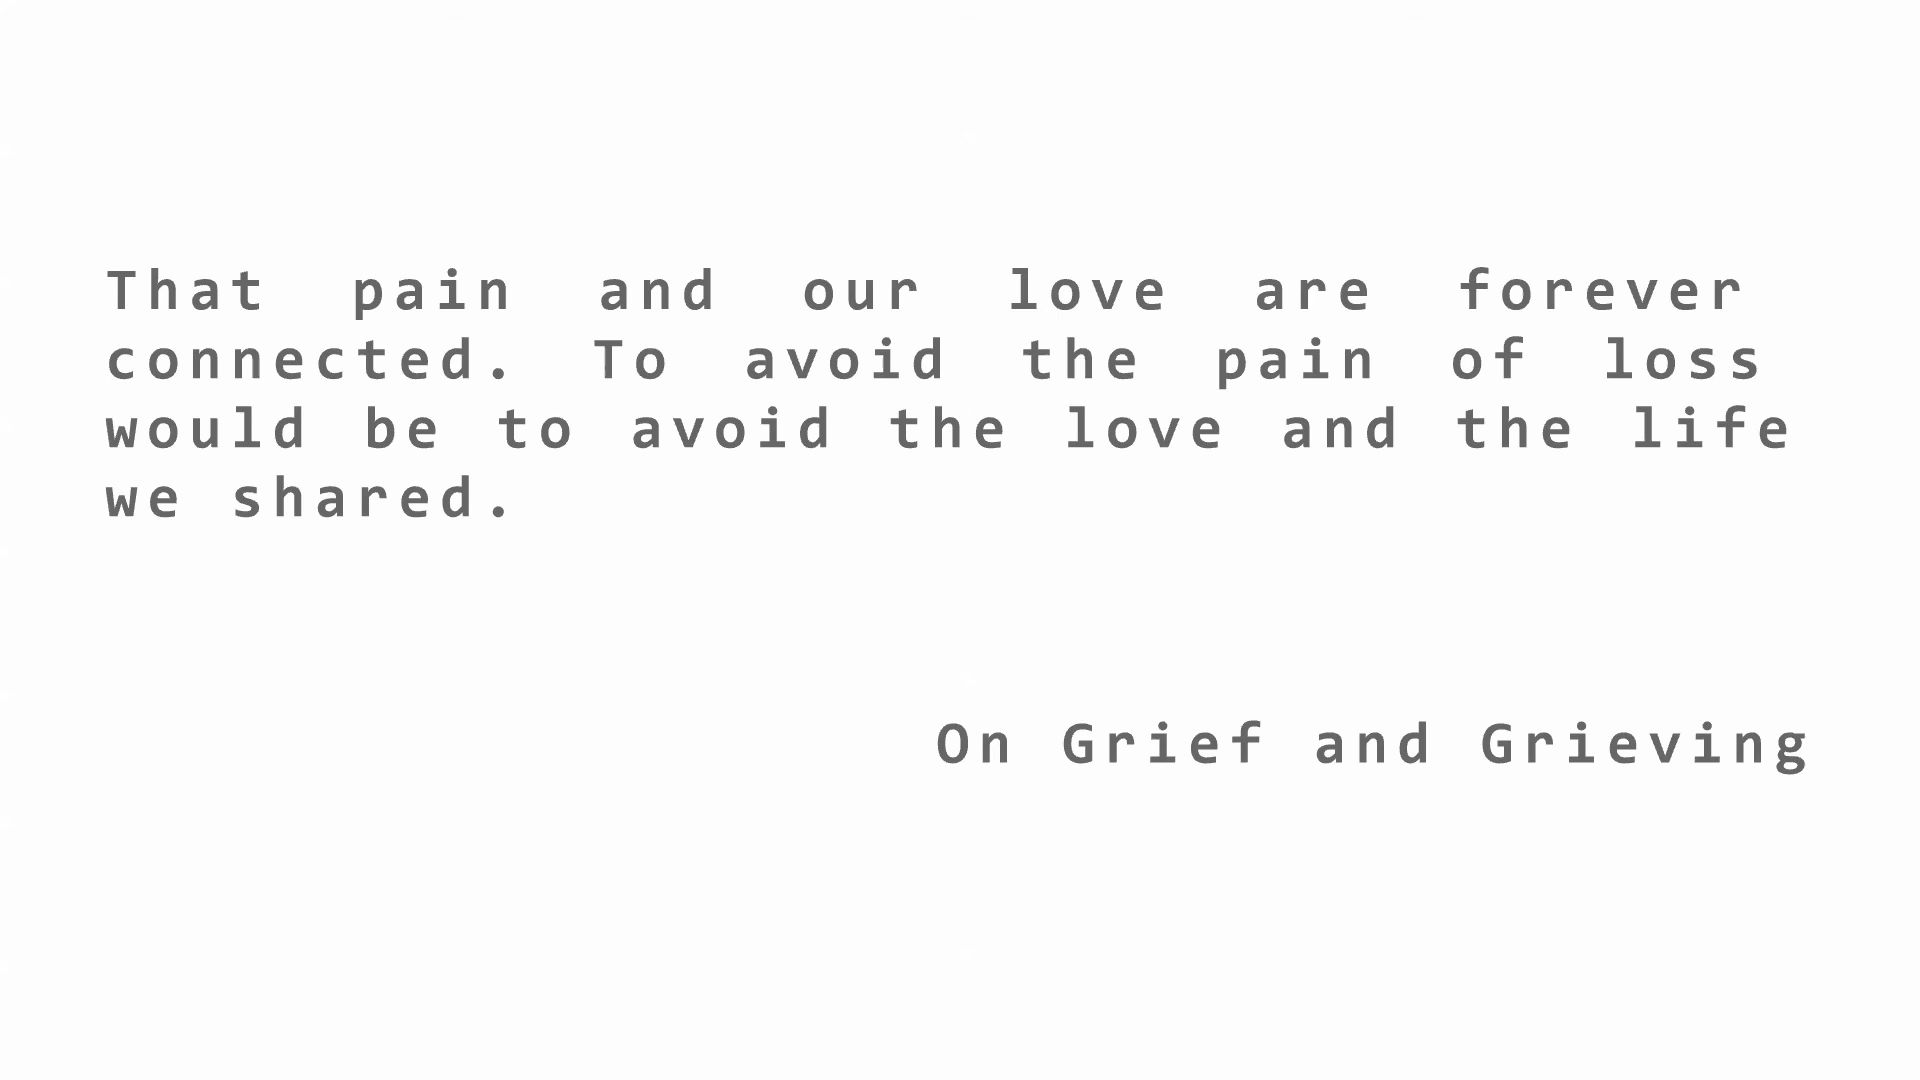 That pain and our love are forever
connected. To avoid the pain of loss
would be to avoid the love and the life
we shared.
On Grief and Grieving